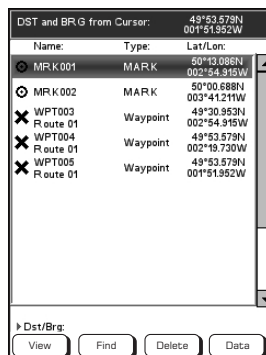 DST and BRG from Cursor: 49°53.579N
001°51.952W
Name: Type: Lat/Lon:
MRK001 MARK 50°13.086N
002°54.915W
MRK002 MARK 50°00.688N
003°41.211W
WPT003 Waypoint 49°30.953N
Route 01 002°54.915W
WPT004 Waypoint 49°53.579N
Route 01 002°19.730W
WPT005 Waypoint 49°53.579N
Route 01 001°51.952W
Dst/Brg:
View Find Delete Data